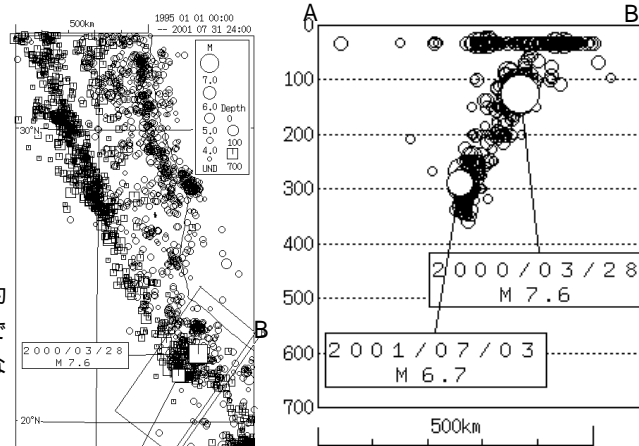 500km
1995 01 01 00:00
-- 2001 07 31 24:00
M
7.0
6.0
5.0
4.0
UND
Depth
0
100
700
30°N
2000/03/28
M 7.6
20°N
B
A
B
0
100
200
300
400
500
600
700
2000/03/28
M 7.6
2001/07/03
M 6.7
500km